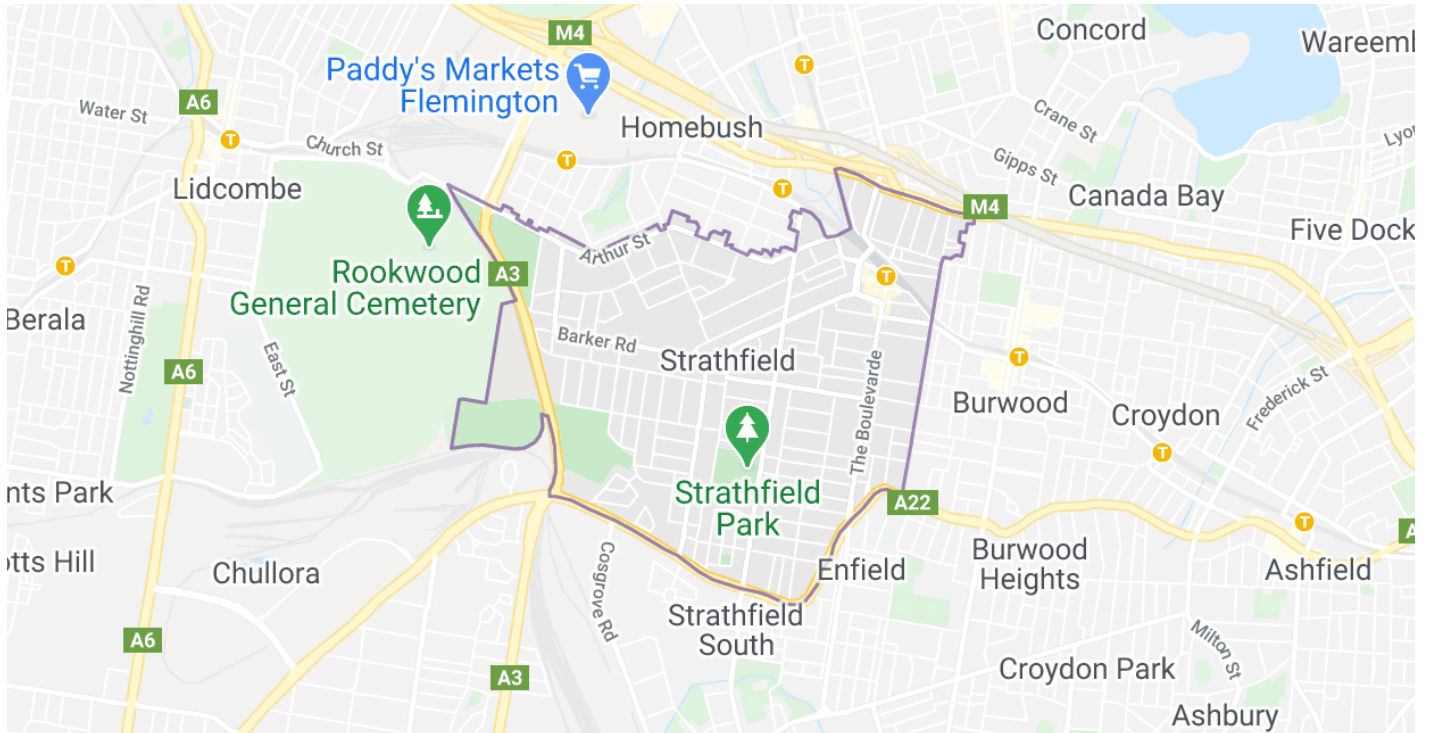 M4
Concord
Wareemb
Paddy's Markets
Flemington
T
A6
Water St
Crane St
Homebush
Lyo
T
Church St
T
Gipps St
Lidcombe
T
Canada Bay
M4
Five Dock
Arthur St
T
Rookwood
General Cemetery
A3
T
Berala
Nottinghill Rd
Barker Rd
Strathfield
T
East St
A6
The Boulevarde
Frederick St
Burwood
Croydon
T
nts Park
Strathfield
Park
A22
T
A
otts Hill
Chullora
Cosgrove Rd
Enfield
Burwood
Heights
Ashfield
Strathfield
South
A6
Milton St
A3
Croydon Park
Ashbury